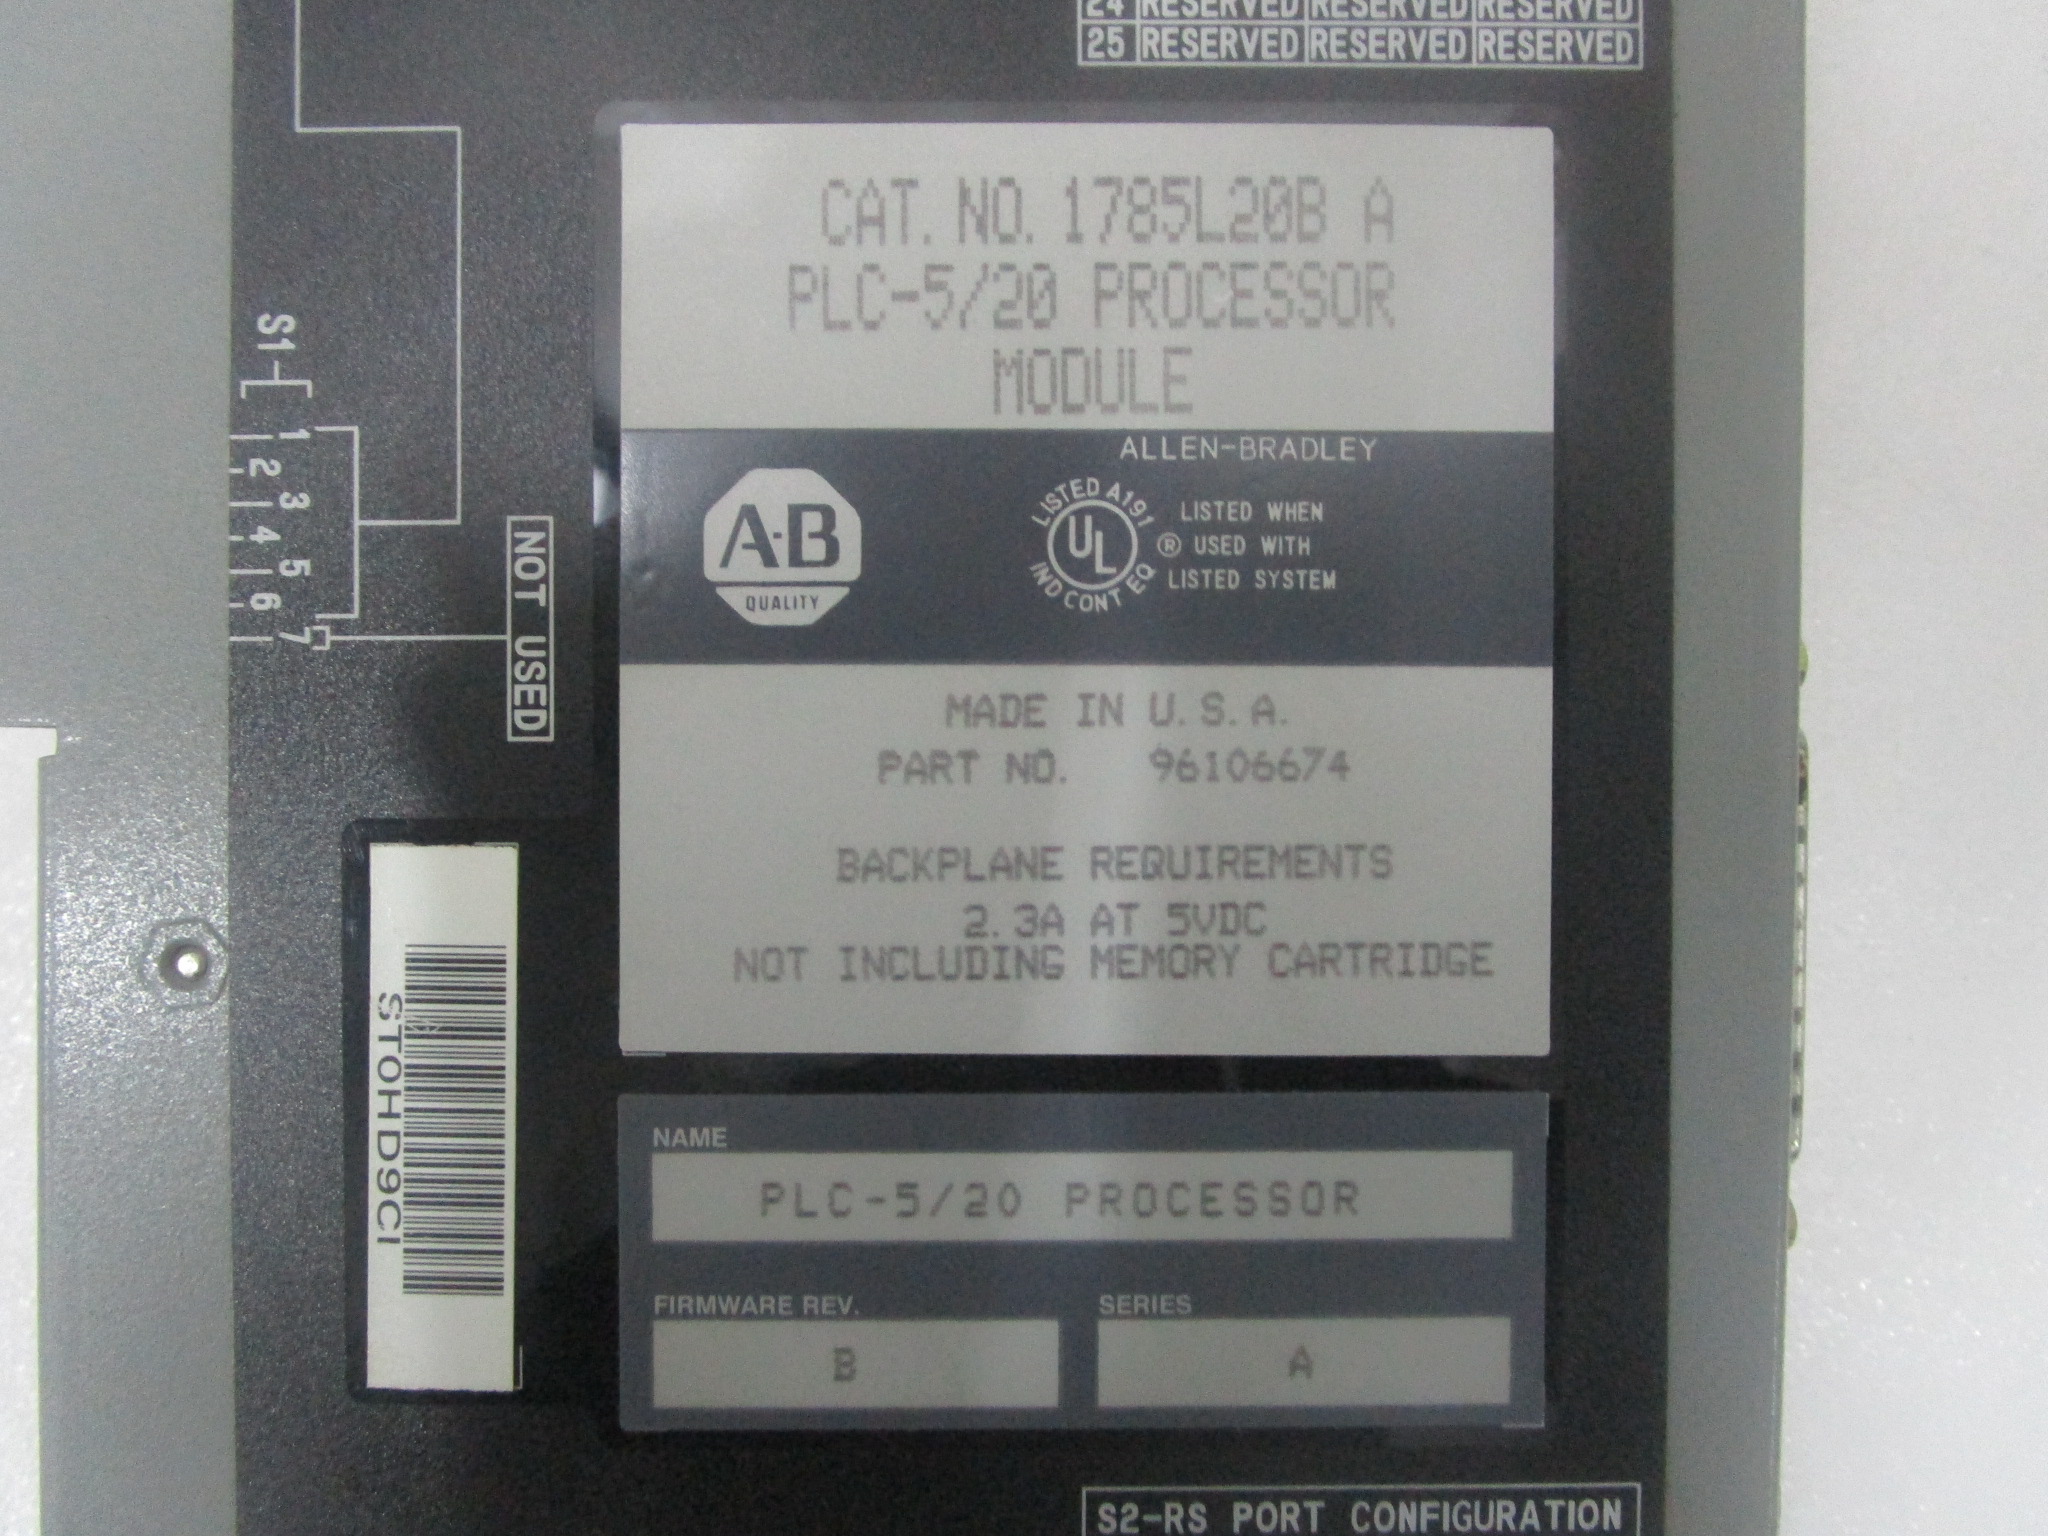 24 RESERVED RESERVED RESERVED
25 RESERVED RESERVED RESERVED
CAT. NO. 1785L20B A
PLC-5/20 PROCESSOR
MODULE
ALLEN-BRADLEY
A-B
QUALITY
LISTED A191
UL
IND CONT EQ
®
LISTED WHEN
USED WITH
LISTED SYSTEM
MADE IN U.S.A.
PART NO. 96106674
BACKPLANE REQUIREMENTS
2.3A AT 5VDC
NOT INCLUDING MEMORY CARTRIDGE
NAME
PLC-5/20 PROCESSOR
FIRMWARE REV.
B
SERIES
A
S1
1
2
3
4
5
6
7
NOT USED
STOHD9CI
S2-RS PORT CONFIGURATION